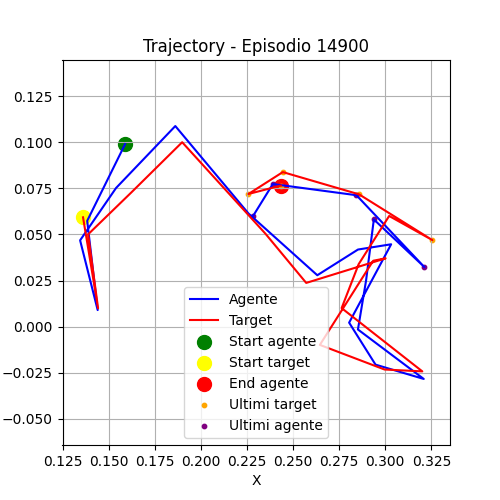 Trajectory - Episodio 14900
0.125
0.100
0.075
0.050
0.025
0.000
−0.025
−0.050
Agente
Target
Start agente
Start target
End agente
Ultimi target
Ultimi agente
0.125 0.150 0.175 0.200 0.225 0.250 0.275 0.300 0.325
X